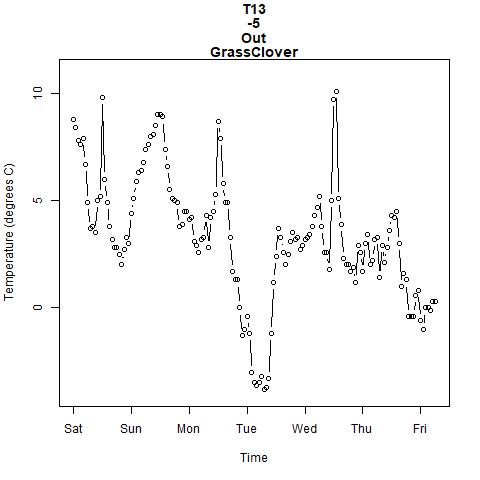 T13
-5
Out
GrassClover
Temperature (degrees C)
10
5
0
Sat Sun Mon Tue Wed Thu Fri
Time